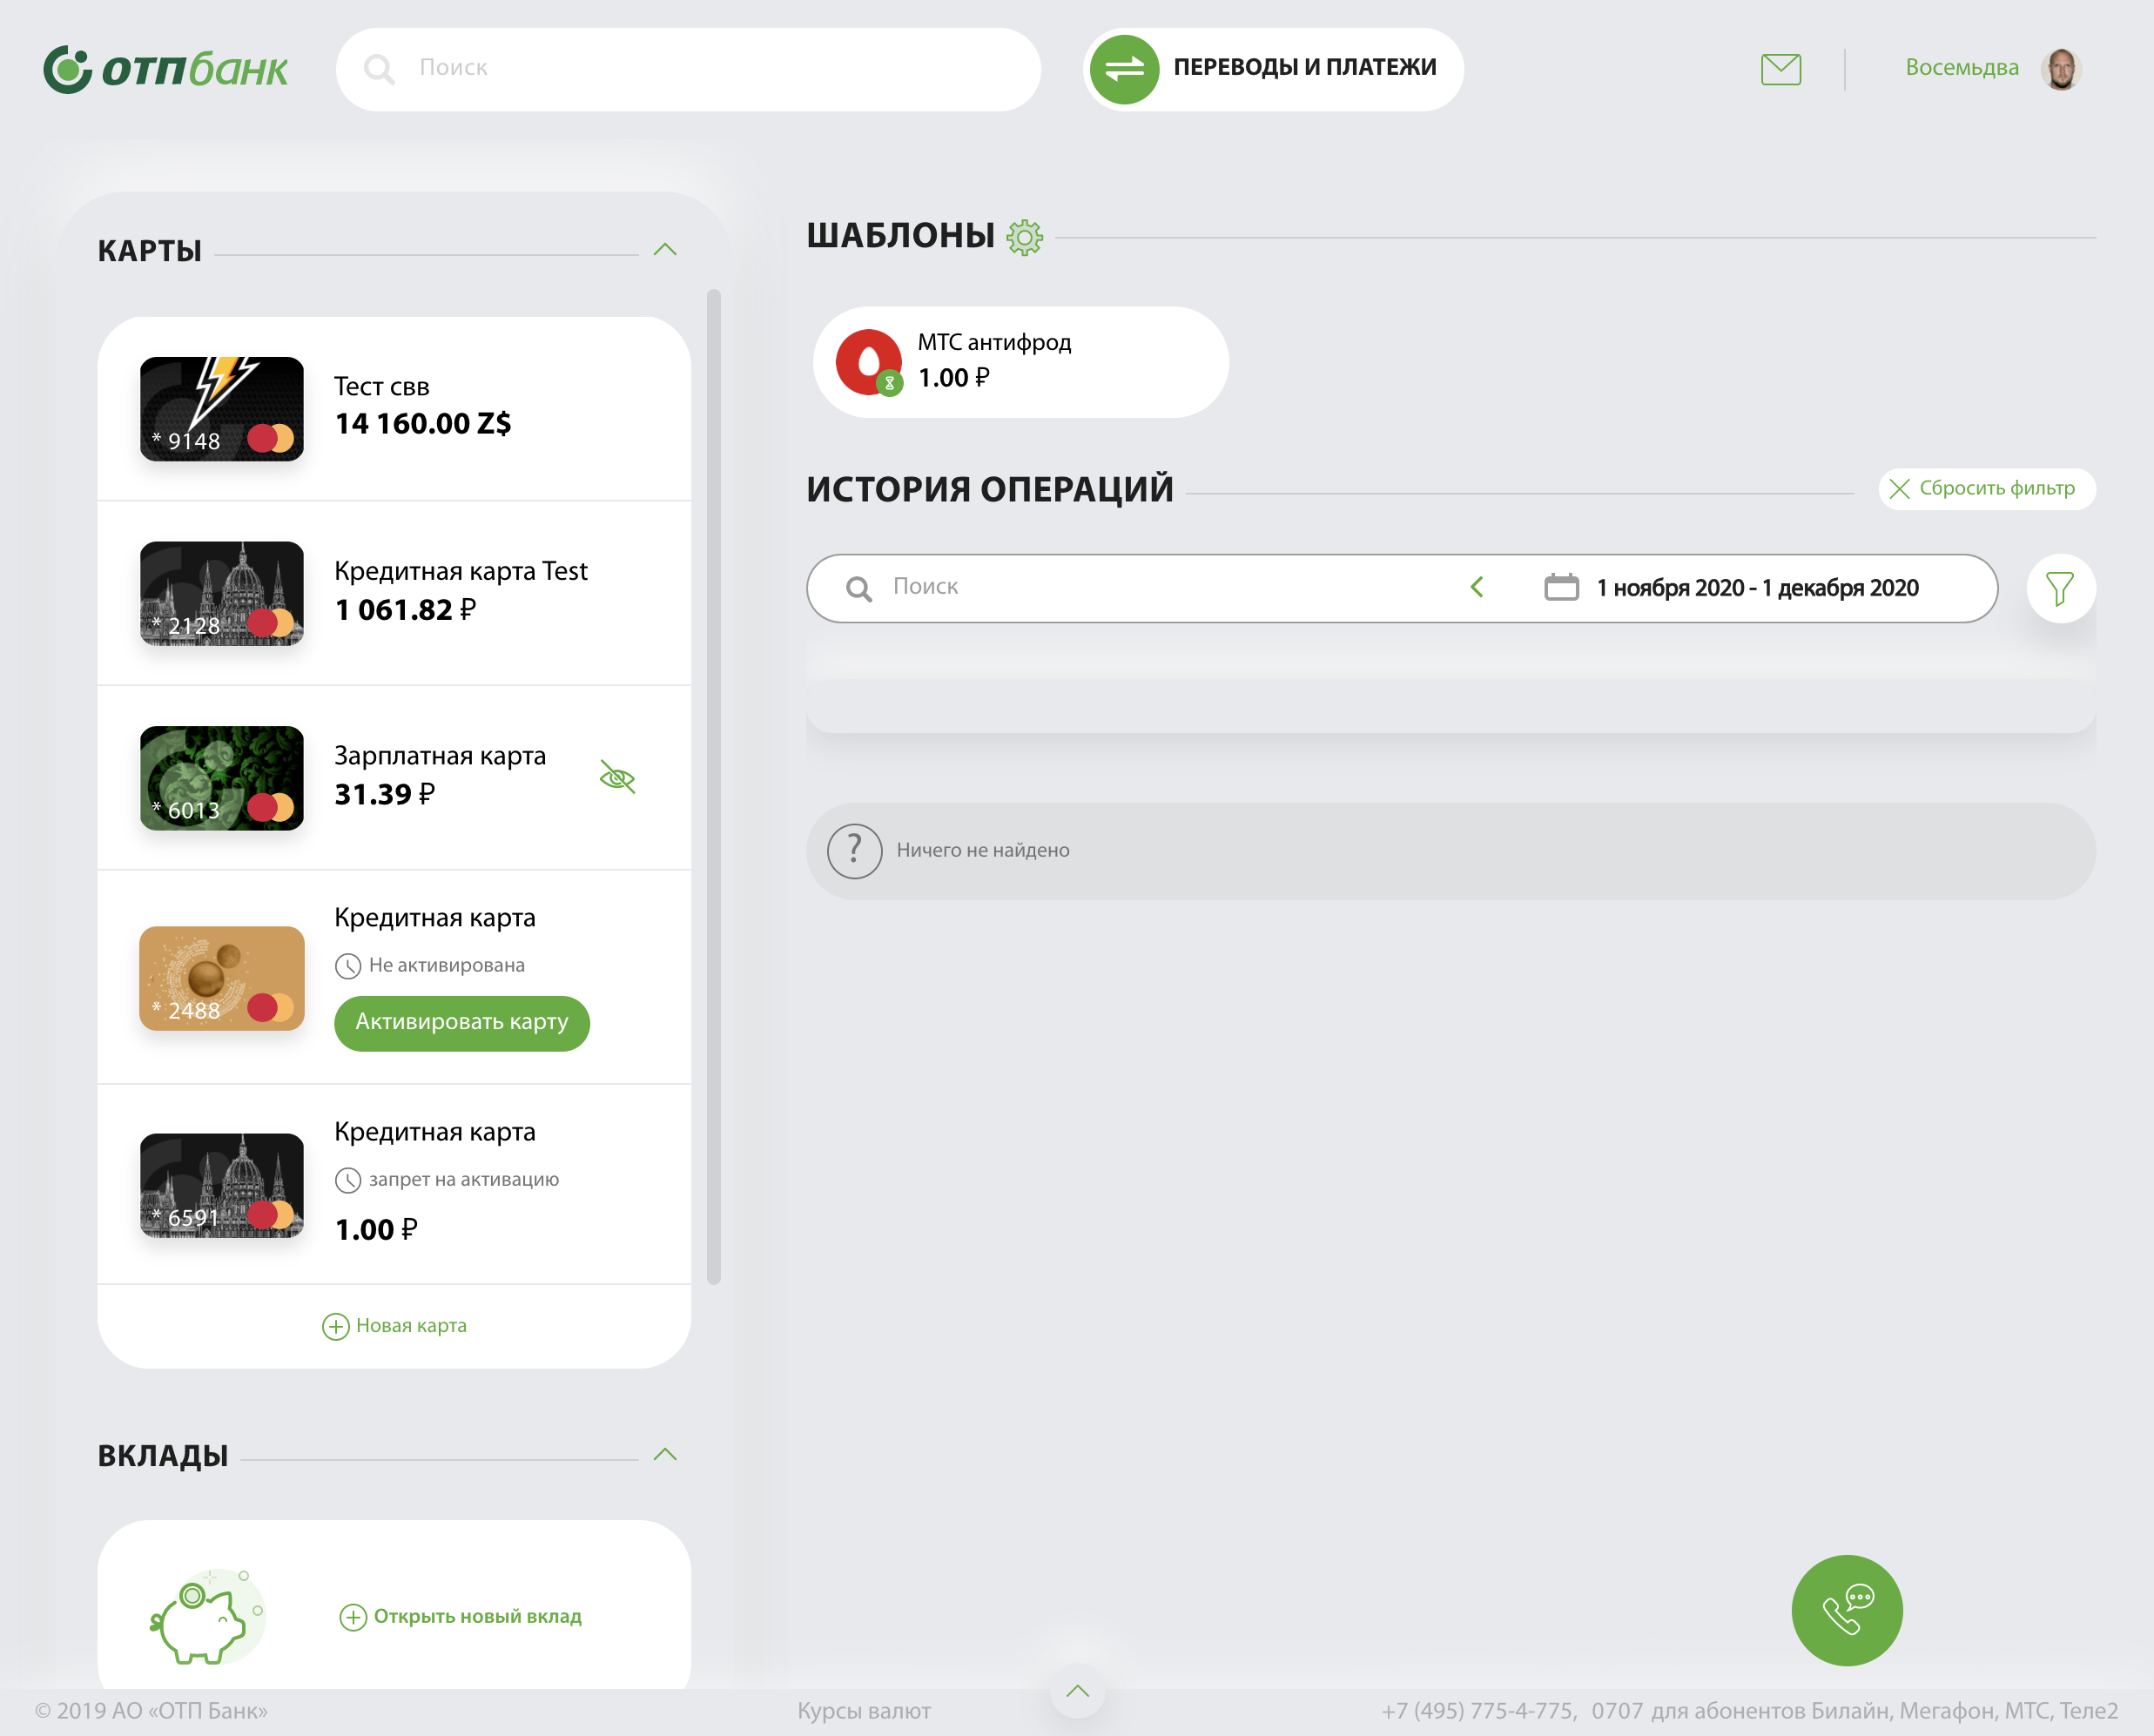 отпбанк
Поиск
ПЕРЕВОДЫ И ПЛАТЕЖИ
Восемьдва
КАРТЫ
* 9148
Тест свв
14 160.00 Z$
* 2128
Кредитная карта Test
1 061.82 ₽
* 6013
Зарплатная карта
31.39 ₽
* 2488
Кредитная карта
Не активирована
Активировать карту
* 6591
Кредитная карта
запрет на активацию
1.00 ₽
Новая карта
ВКЛАДЫ
Открыть новый вклад
ШАБЛОНЫ
МТС антифрод
1.00 ₽
ИСТОРИЯ ОПЕРАЦИЙ
Сбросить фильтр
Поиск
1 ноября 2020 - 1 декабря 2020
?
Ничего не найдено
© 2019 АО «ОТП Банк»
Курсы валют
+7 (495) 775-4-775, 0707 для абонентов Билайн, Мегафон, МТС, Теле2